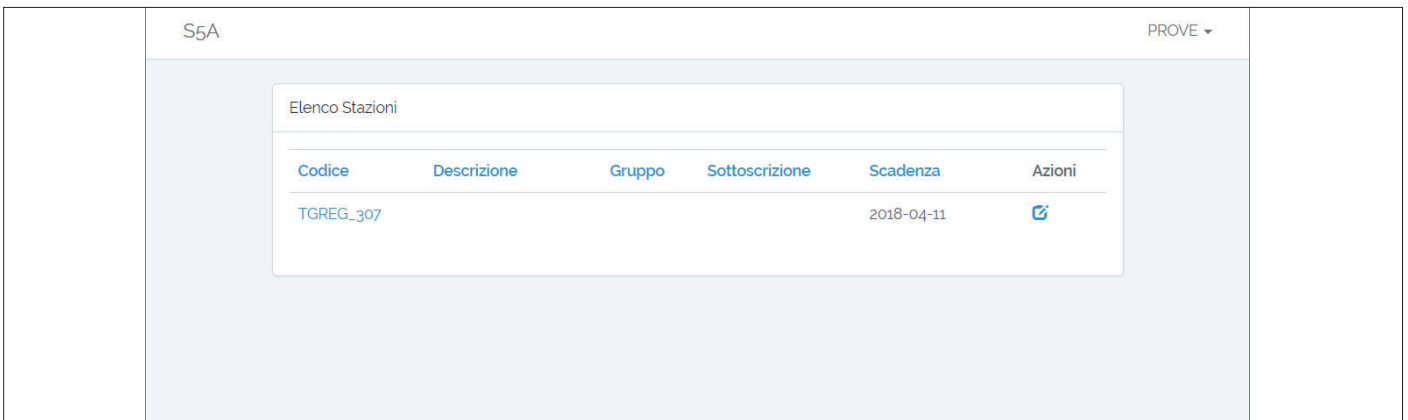 S5A PROVE
Elenco Stazioni
Codice Descrizione Gruppo Sottoscrizione Scadenza Azioni
TGREG_307 2018-04-11